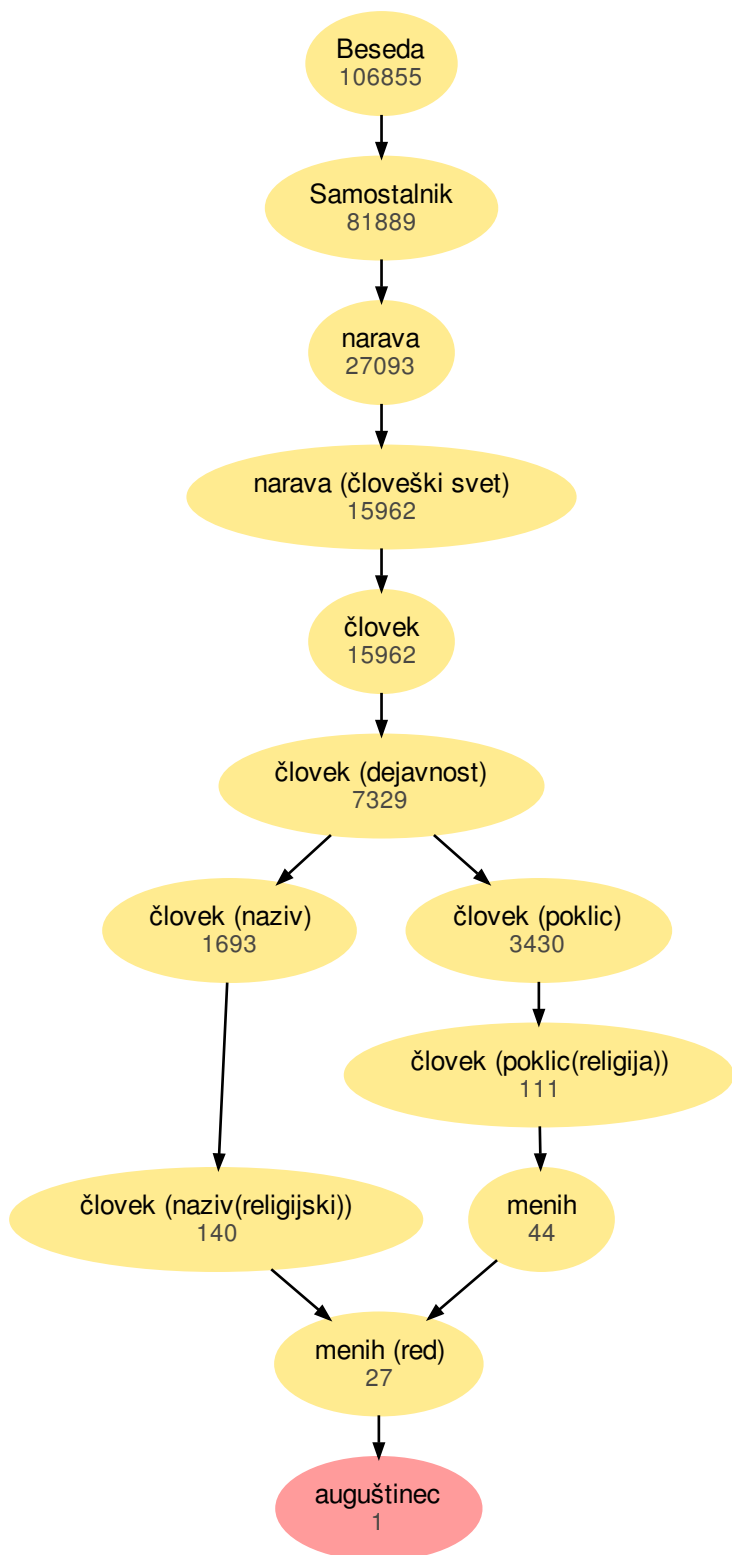 Beseda
106855
Samostalnik
81889
narava
27093
narava (človeški svet)
15962
človek
15962
človek (dejavnost)
7329
človek (naziv)
1693
človek (poklic)
3430
človek (poklic(religija))
111
človek (naziv(religijski))
140
menih
44
menih (red)
27
auguštinec
1